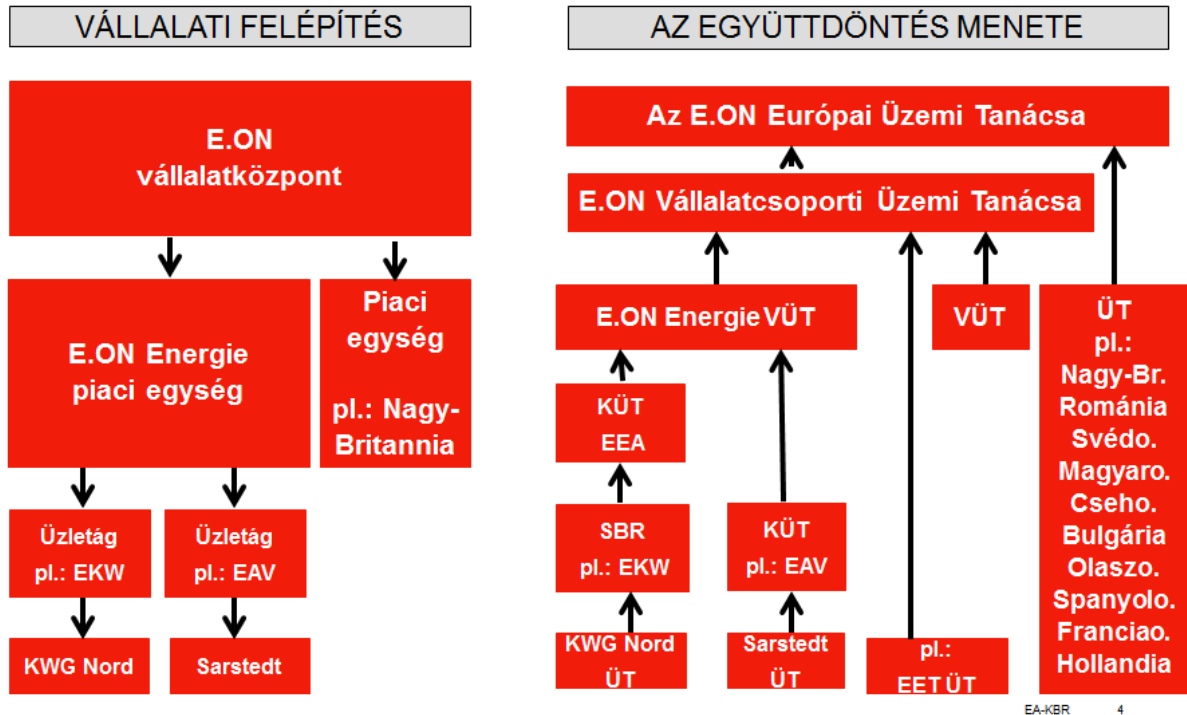 VÁLLALATI FELÉPÍTÉS
E.ON
vállalatközpont
E.ON Energie
piaci egység
Piaci
egység
pl.: Nagy-
Britannia
Üzletág
pl.: EKW
Üzletág
pl.: EAV
KWG Nord
Sarstedt
AZ EGYÜTTDÖNTÉS MENETE
Az E.ON Európai Üzemi Tanácsa
E.ON Vállalatcsoporti Üzemi Tanácsa
E.ON Energie VÜT
VÜT
ÜT
pl.:
Nagy-Br.
Románia
Svédo.
Magyaro.
Cseho.
Bulgária
Olaszo.
Spanyolo.
Franciao.
Hollandia
KÜT
EEA
SBR
pl.: EKW
KÜT
pl.: EAV
KWG Nord
ÜT
Sarstedt
ÜT
pl.:
EET ÜT
EA-KBR 4